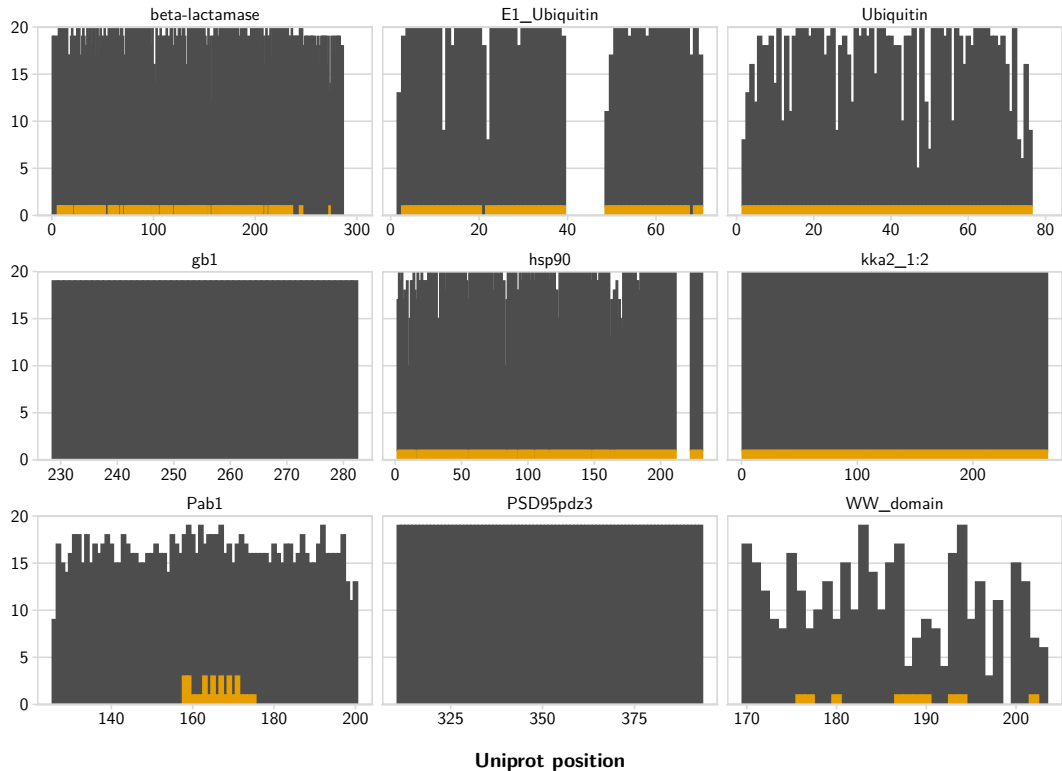 beta-lactamase E1_Ubiquitin Ubiquitin
20
15
10
5
0
0 100 200 300 0 20 40 60 0 20 40 60 80
gb1 hsp90 kka2_1:2
20
15
10
5
0
230 240 250 260 270 280 0 50 100 150 200 0 100 200
Pab1 PSD95pdz3 WW_domain
20
15
10
5
0
140 160 180 200 325 350 375 170 180 190 200
Uniprot position